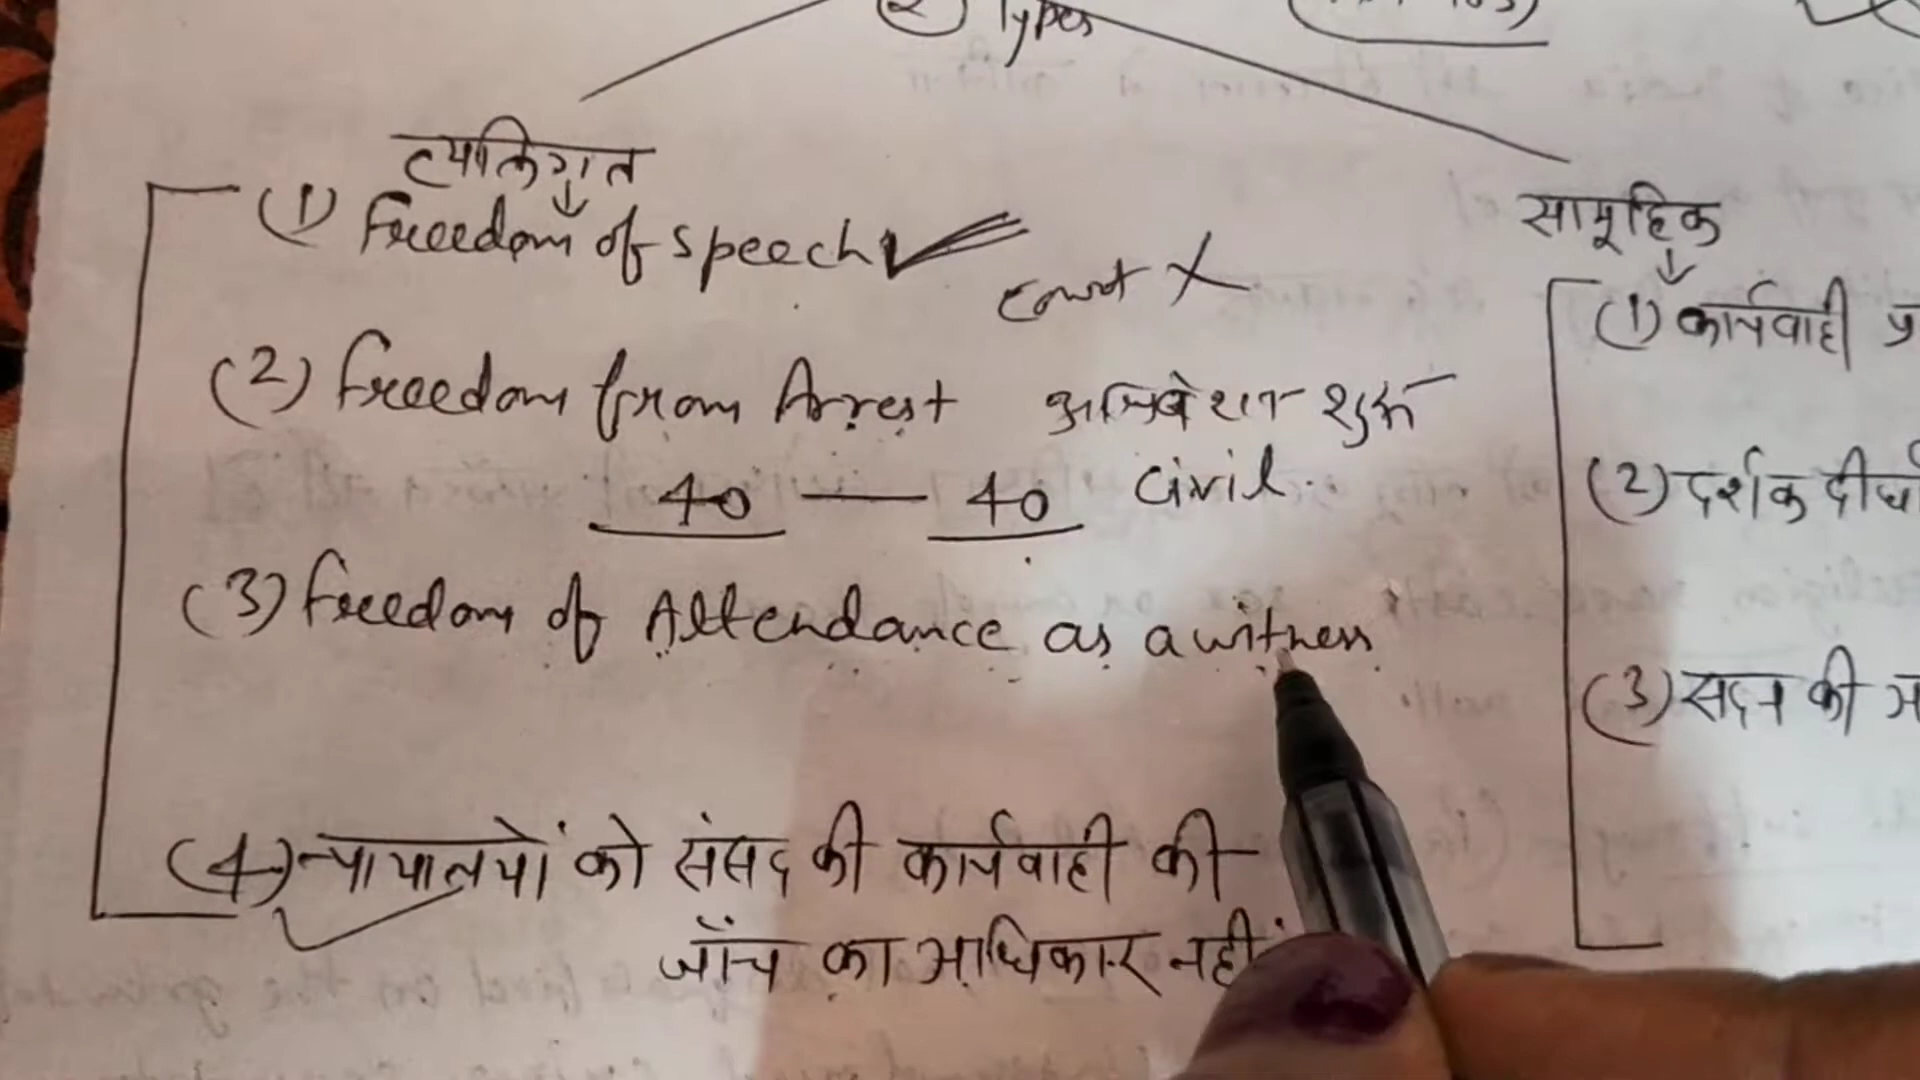 2 Types
व्यक्तिगत
(1) Freedom of speech
court X
(2) Freedom from Arrest अधिवेशन शुरू
40 — 40 Civil.
(3) Freedom of Attendance as a witness
(4) न्यायालयों को संसद की कार्यवाही की
जाँच का अधिकार नहीं
सामूहिक
(1) कार्यवाही
(2) दर्शक दीर्घा
(3) सदन की